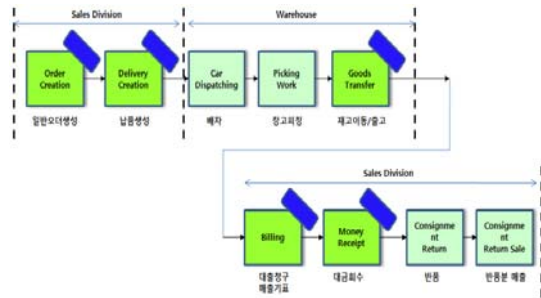 Sales Division
Warehouse
Order
Creation
Delivery
Creation
Car
Dispatching
Picking
Work
Goods
Transfer
일반오더생성
납품생성
배차
창고피킹
재고이동/출고
Sales Division
Billing
Money
Receipt
Consignme
nt
Return
Consignme
nt
Return Sale
대출청구
매출기표
대금회수
반품
반품분 매출